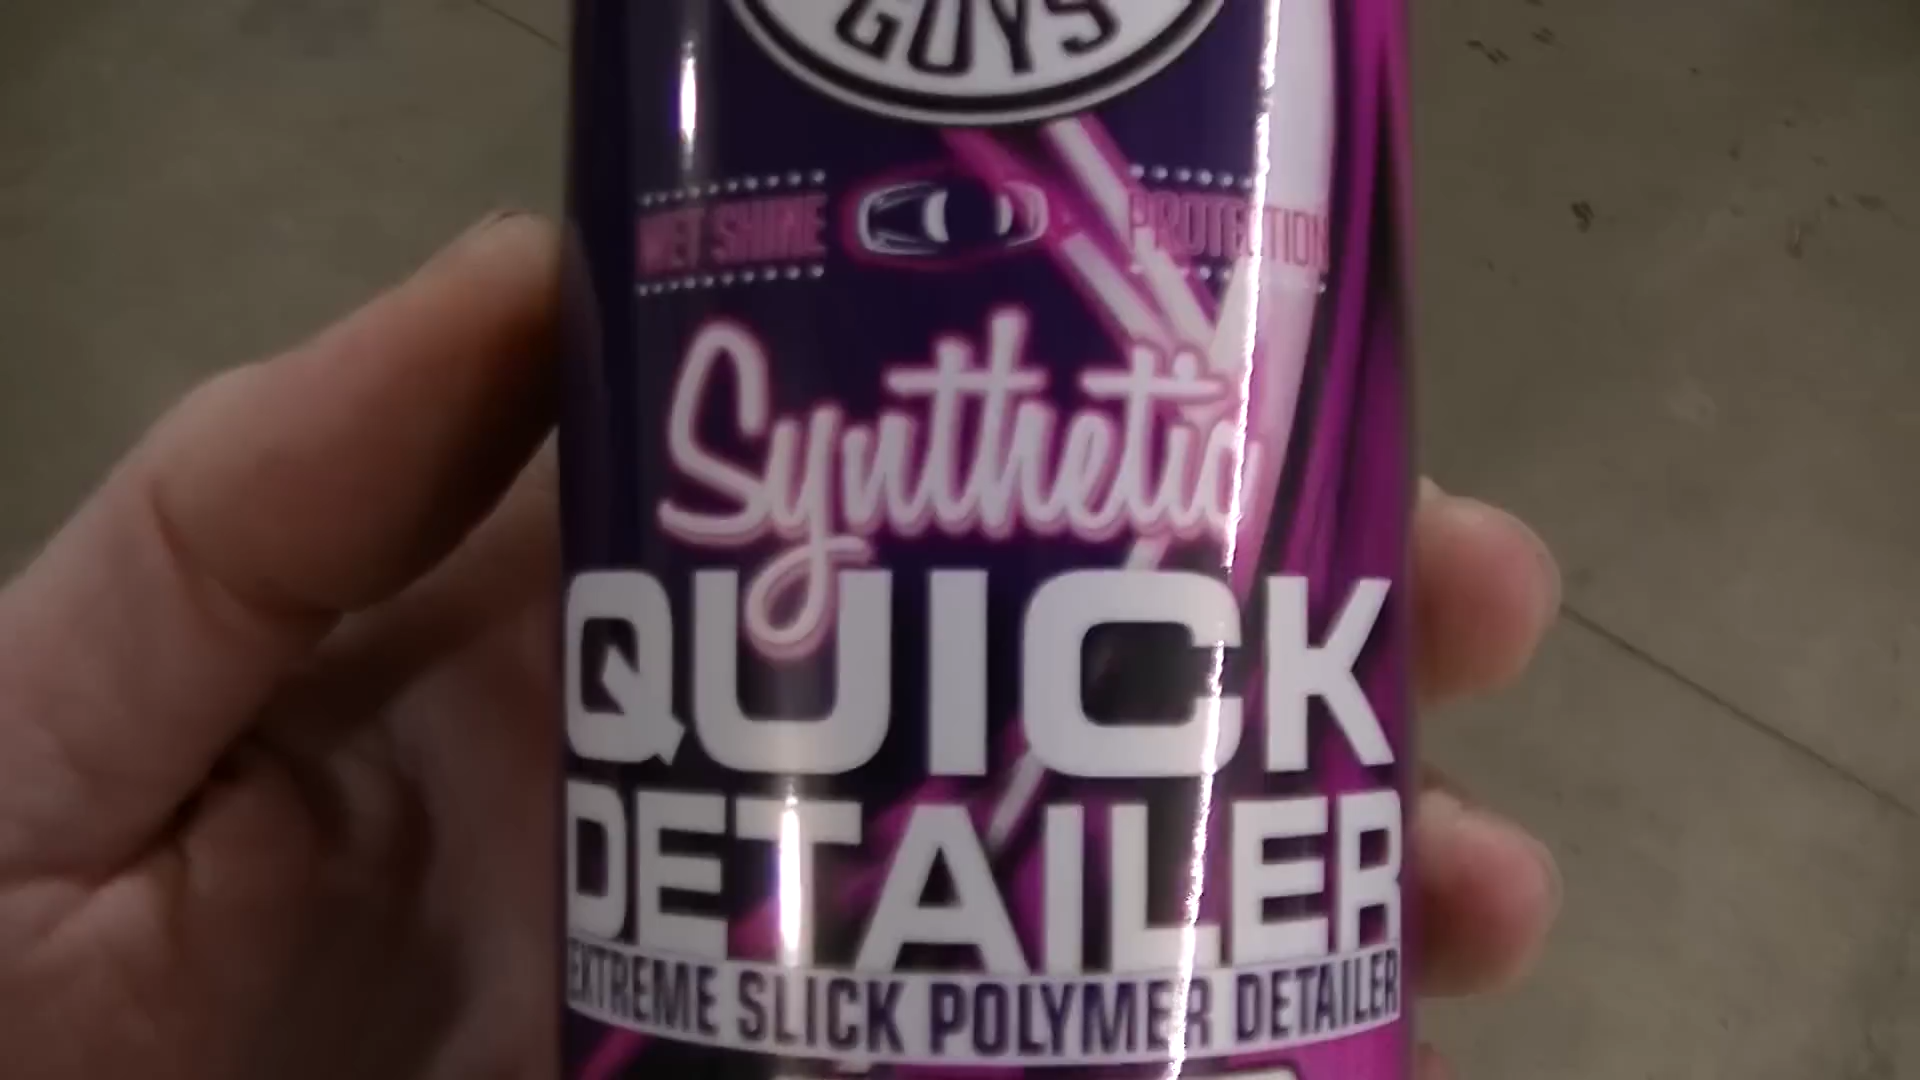 GUYS
WET SHINE PROTECTION
Synthetic
QUICK
DETAILER
EXTREME SLICK POLYMER DETAILER